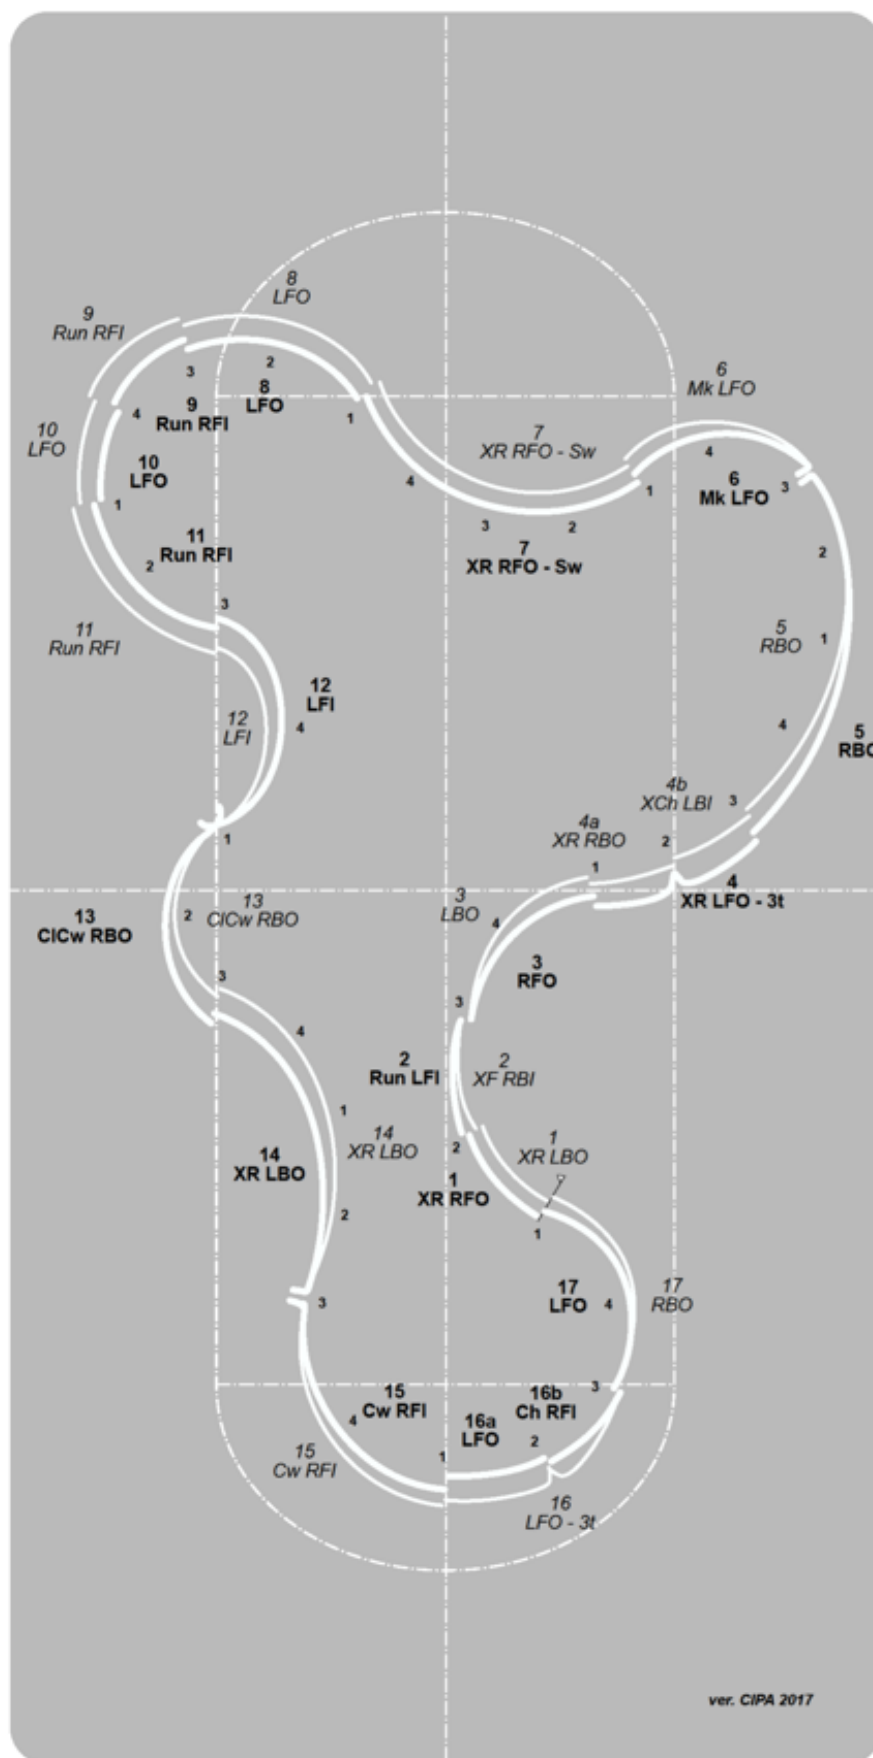 8
LFO
9
Run RFI
6
Mk LFO
3
2
8
LFO
1
4
9
Run RFI
10
LFO
7
XR RFO - Sw
4
1
3
6
Mk LFO
10
LFO
1
4
3
2
7
XR RFO - Sw
11
Run RFI
2
2
3
11
Run RFI
5
RBO
1
12
LFI
12
LFI
4
4
5
RBO
4b
XCh LBI
3
4a
XR RBO
2
1
1
13
ClCw RBO
2
13
ClCw RBO
3
LBO
4
4
XR LFO - 3t
3
RFO
3
4
3
2
Run LFI
2
XF RBI
1
14
XR LBO
14
XR LBO
2
1
XR LBO
1
XR RFO
2
1
17
LFO
4
17
RBO
3
15
Cw RFI
4
16a
LFO
16b
Ch RFI
3
2
1
15
Cw RFI
16
LFO - 3t
ver. CIPA 2017